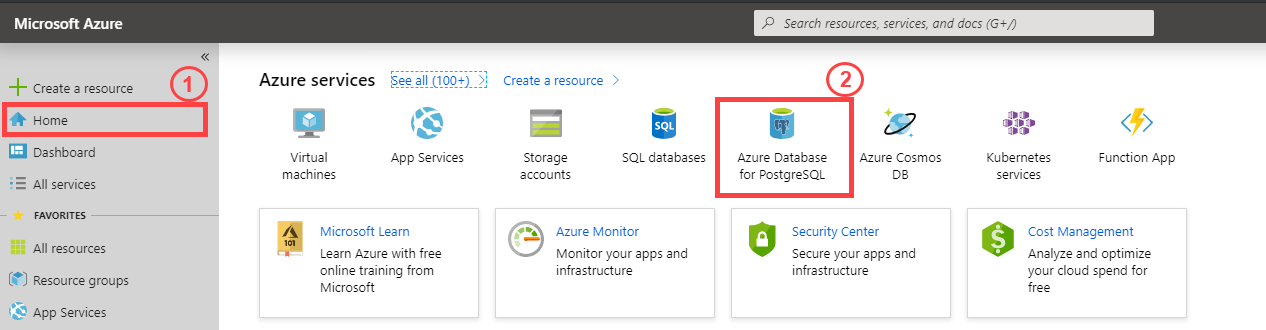 Microsoft Azure
Search resources, services, and docs (G+/)
«
Create a resource
1
Home
Dashboard
All services
FAVORITES
All resources
Resource groups
App Services
Azure services
See all (100+)
Create a resource
2
Virtual
machines
App Services
Storage
accounts
SQL
SQL databases
Azure Database
for PostgreSQL
Azure Cosmos
DB
Kubernetes
services
Function App
101
Microsoft Learn
Learn Azure with free
online training from
Microsoft
Azure Monitor
Monitor your apps and
infrastructure
Security Center
Secure your apps and
infrastructure
$
Cost Management
Analyze and optimize
your cloud spend for
free